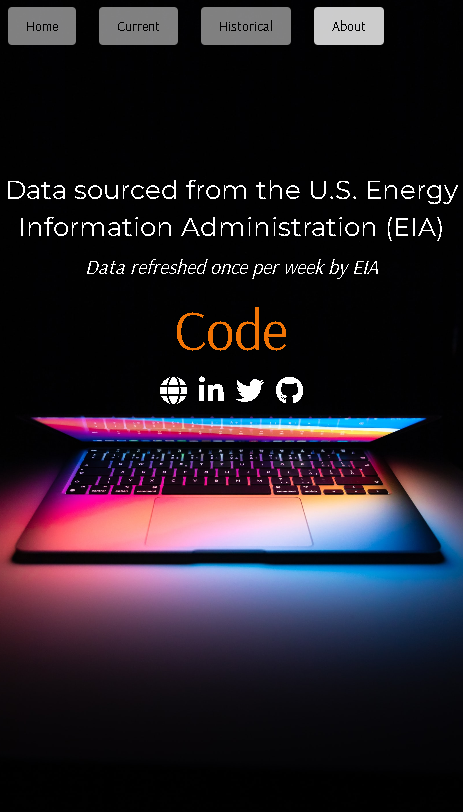 Home Current Historical About
Data sourced from the U.S. Energy
Information Administration (EIA)
Data refreshed once per week by EIA
Code
in